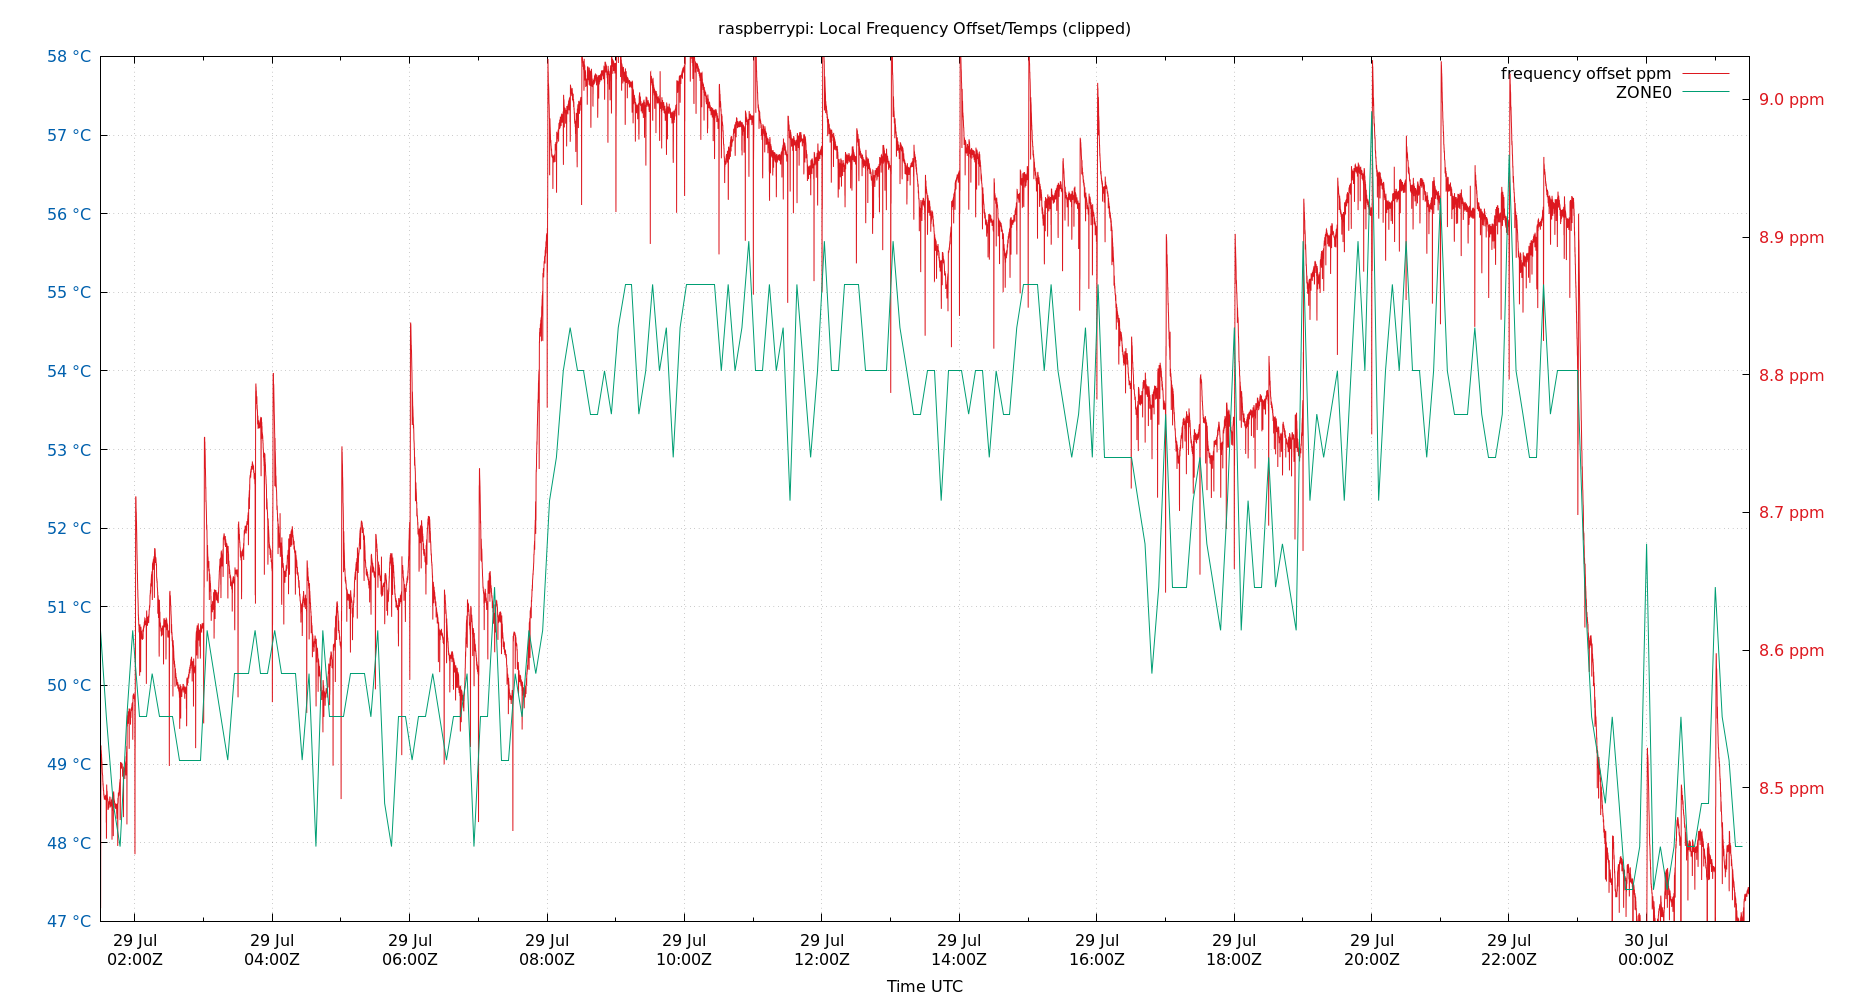 raspberrypi: Local Frequency Offset/Temps (clipped)
frequency offset ppm
ZONE0
58 °C
57 °C
56 °C
55 °C
54 °C
53 °C
52 °C
51 °C
50 °C
49 °C
48 °C
47 °C
9.0 ppm
8.9 ppm
8.8 ppm
8.7 ppm
8.6 ppm
8.5 ppm
29 Jul 29 Jul 29 Jul 29 Jul 29 Jul 29 Jul 29 Jul 29 Jul 29 Jul 29 Jul 29 Jul 30 Jul
02:00Z 04:00Z 06:00Z 08:00Z 10:00Z 12:00Z 14:00Z 16:00Z 18:00Z 20:00Z 22:00Z 00:00Z
Time UTC